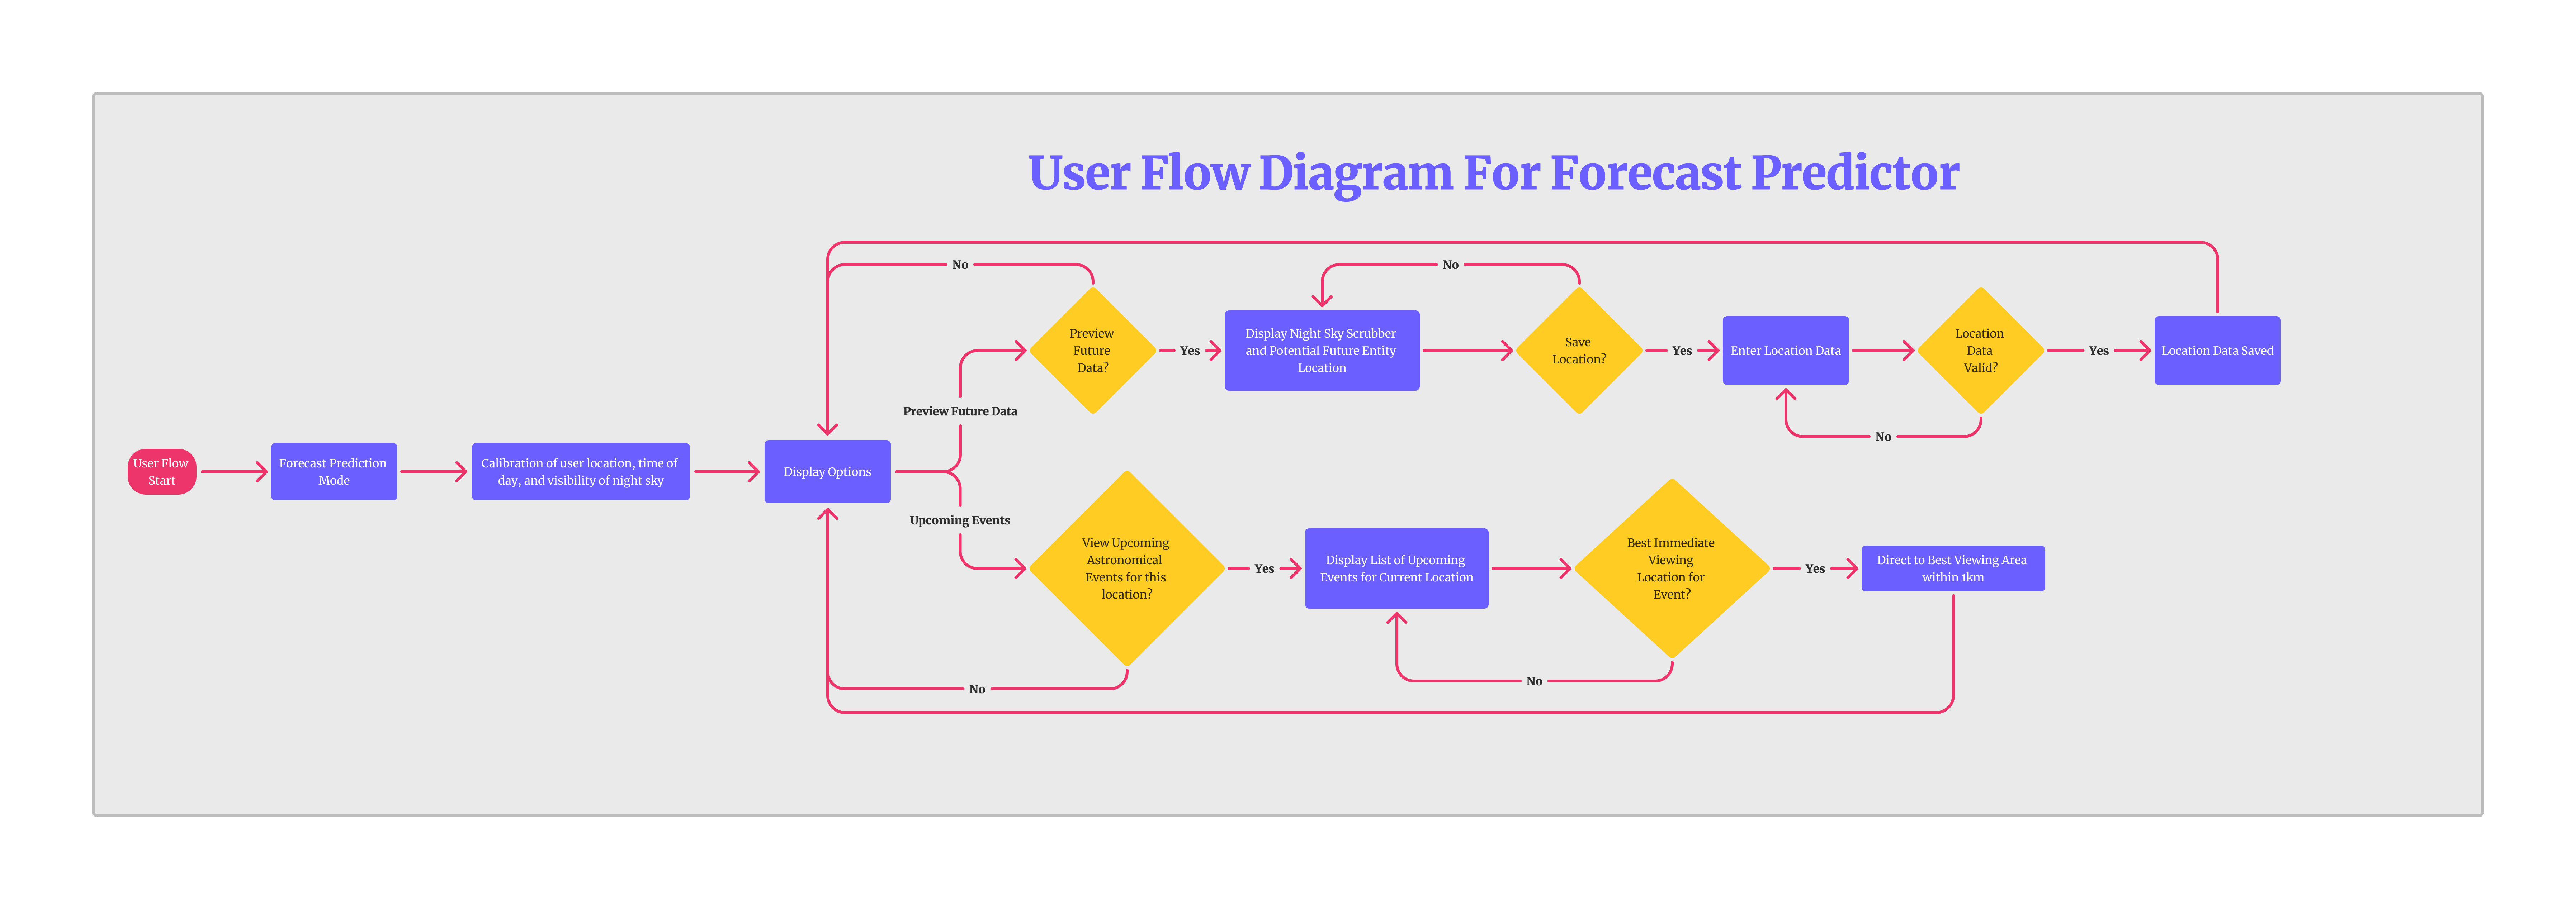 User Flow Diagram For Forecast Predictor
No
No
Preview
Future
Data?
Yes
Display Night Sky Scrubber
and Potential Future Entity
Location
Save
Location?
Yes
Enter Location Data
Location
Data
Valid?
Yes
Location Data Saved
No
Preview Future Data
User Flow
Start
Forecast Prediction
Mode
Calibration of user location, time of
day, and visibility of night sky
Display Options
Upcoming Events
View Upcoming
Astronomical
Events for this
location?
Yes
Display List of Upcoming
Events for Current Location
Best Immediate
Viewing
Location for
Event?
Yes
Direct to Best Viewing Area
within 1km
No
No